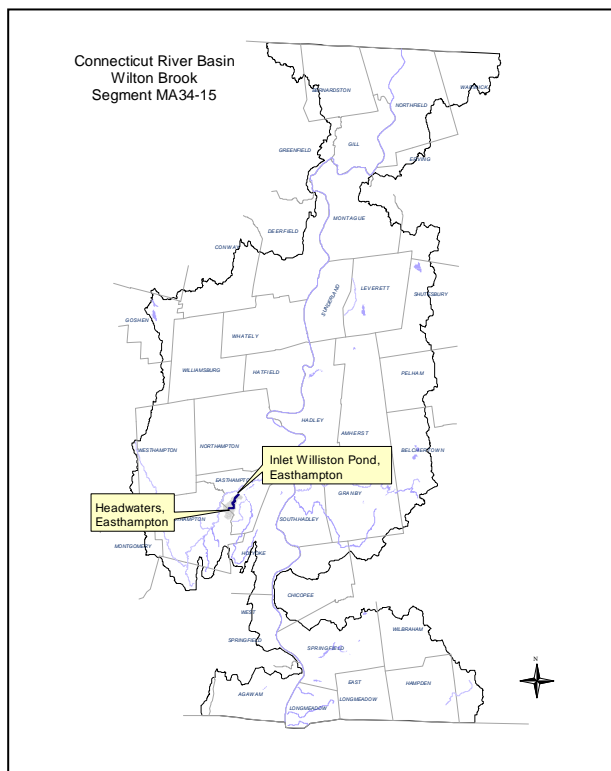 Connecticut River Basin
Wilton Brook
Segment MA34-15
BERNARDSTON
NORTHFIELD
WARWICK
GILL
GREENFIELD
ERVING
MONTAGUE
DEERFIELD
CONWAY
SUNDERLAND
LEVERETT
SHUTESBURY
GOSHEN
WHATELY
WILLIAMSBURG
HATFIELD
PELHAM
HADLEY
AMHERST
WESTHAMPTON
NORTHAMPTON
BELCHERTOWN
Inlet Williston Pond,
Easthampton
EASTHAMPTON
GRANBY
Headwaters,
Easthampton
SOUTH HADLEY
MONTGOMERY
HOLYOKE
CHICOPEE
WEST
SPRINGFIELD
WILBRAHAM
SPRINGFIELD
EAST
LONGMEADOW
HAMPDEN
AGAWAM
LONGMEADOW
N